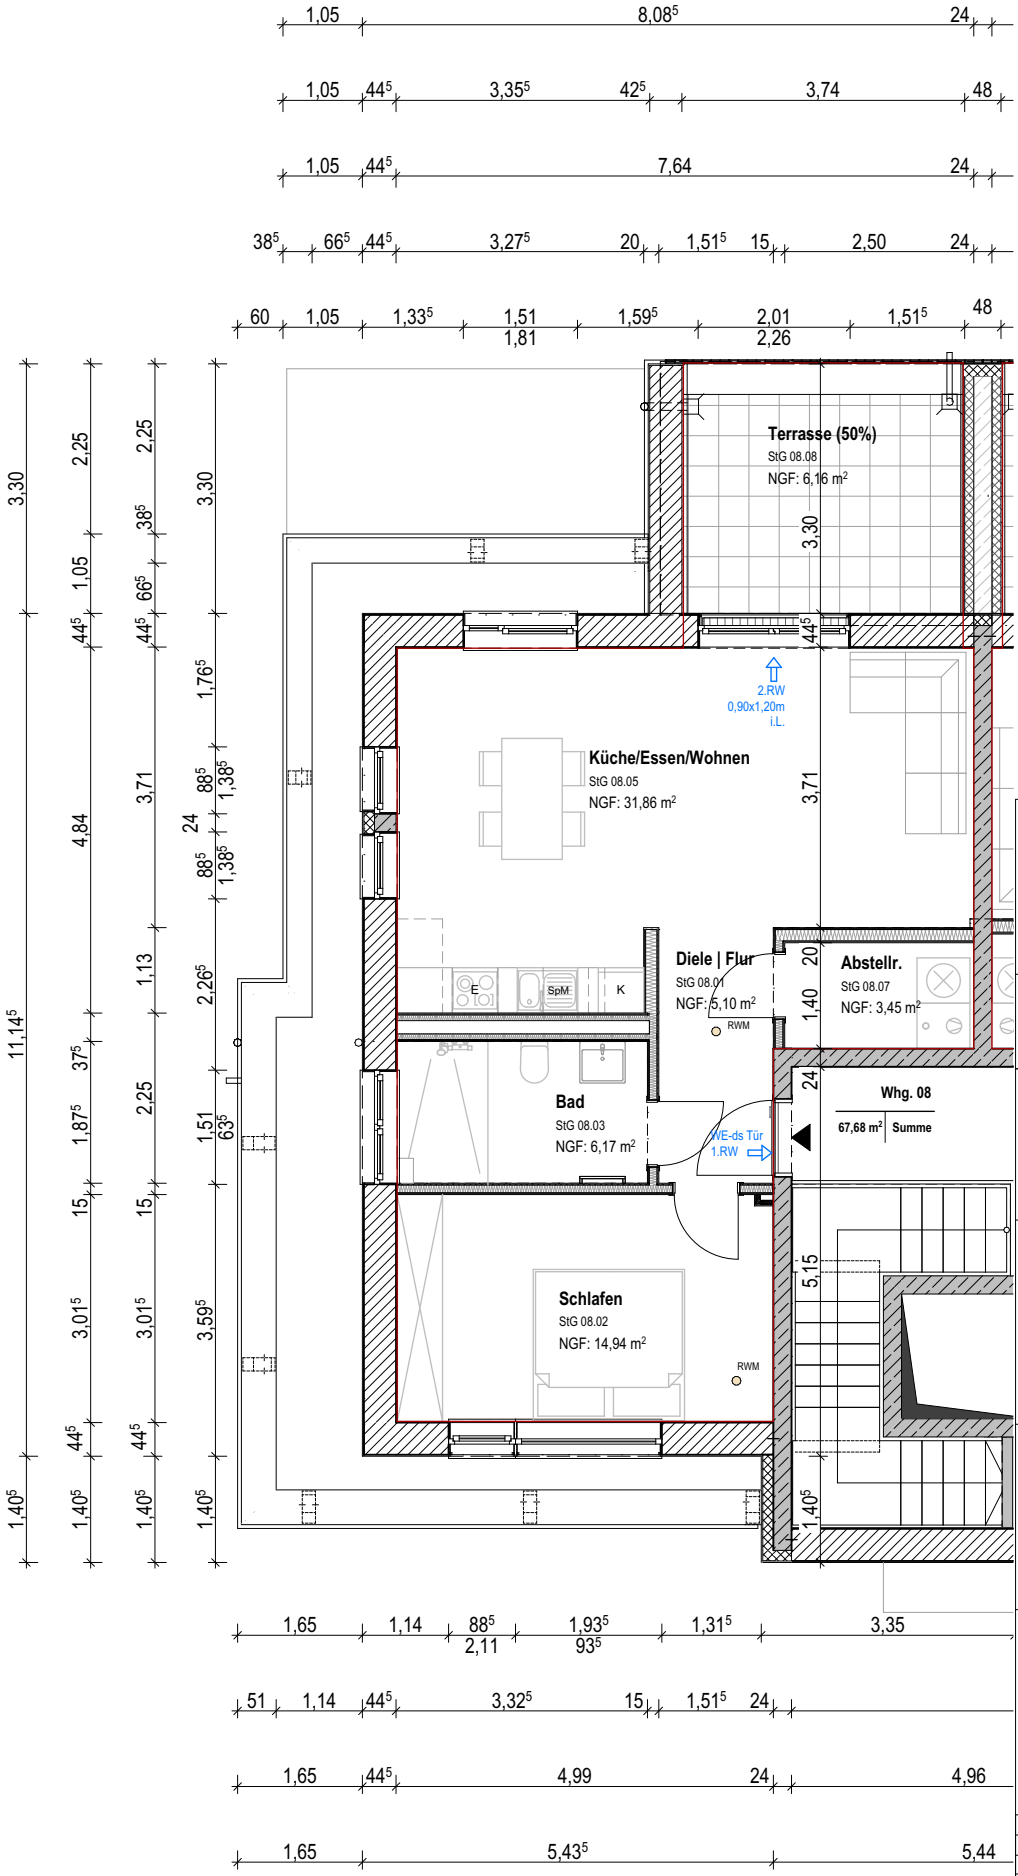 1,05 8,08⁵ 24
1,05 44⁵ 3,35⁵ 42⁵ 3,74 48
1,05 44⁵ 7,64 24
38⁵ 66⁵ 44⁵ 3,27⁵ 20 1,51⁵ 15 2,50 24
60 1,05 1,33⁵ 1,51 1,59⁵ 2,01 1,51⁵ 48
1,81 2,26
3,30
11,14⁵
1,40⁵
2,25
1,05
44⁵
4,84
37⁵
1,87⁵
15
3,01⁵
44⁵
1,40⁵
2,25
38⁵
66⁵
44⁵
3,71
1,13
2,25
15
3,01⁵
44⁵
1,40⁵
3,30
1,76⁵
88⁵
1,38⁵
24
88⁵
1,38⁵
2,26⁵
1,51
63⁵
3,59⁵
1,40⁵
Terrasse (50%)
StG 08.08
NGF: 6,16 m²
3,30
44⁵
2.RW
0,90x1,20m
i.L.
Küche/Essen/Wohnen
StG 08.05
NGF: 31,86 m²
3,71
E
SpM
K
Diele | Flur
StG 08.01
NGF: 5,10 m²
RWM
20
1,40
Abstellr.
StG 08.07
NGF: 3,45 m²
24
Whg. 08
67,68 m² Summe
Bad
StG 08.03
NGF: 6,17 m²
WE-ds Tür
1.RW
Schlafen
StG 08.02
NGF: 14,94 m²
RWM
5,15
1,40⁵
1,65 1,14 88⁵ 1,93⁵ 1,31⁵ 3,35
2,11 93⁵
51 1,14 44⁵ 3,32⁵ 15 1,51⁵ 24
1,65 44⁵ 4,99 24 4,96
1,65 5,43⁵ 5,44